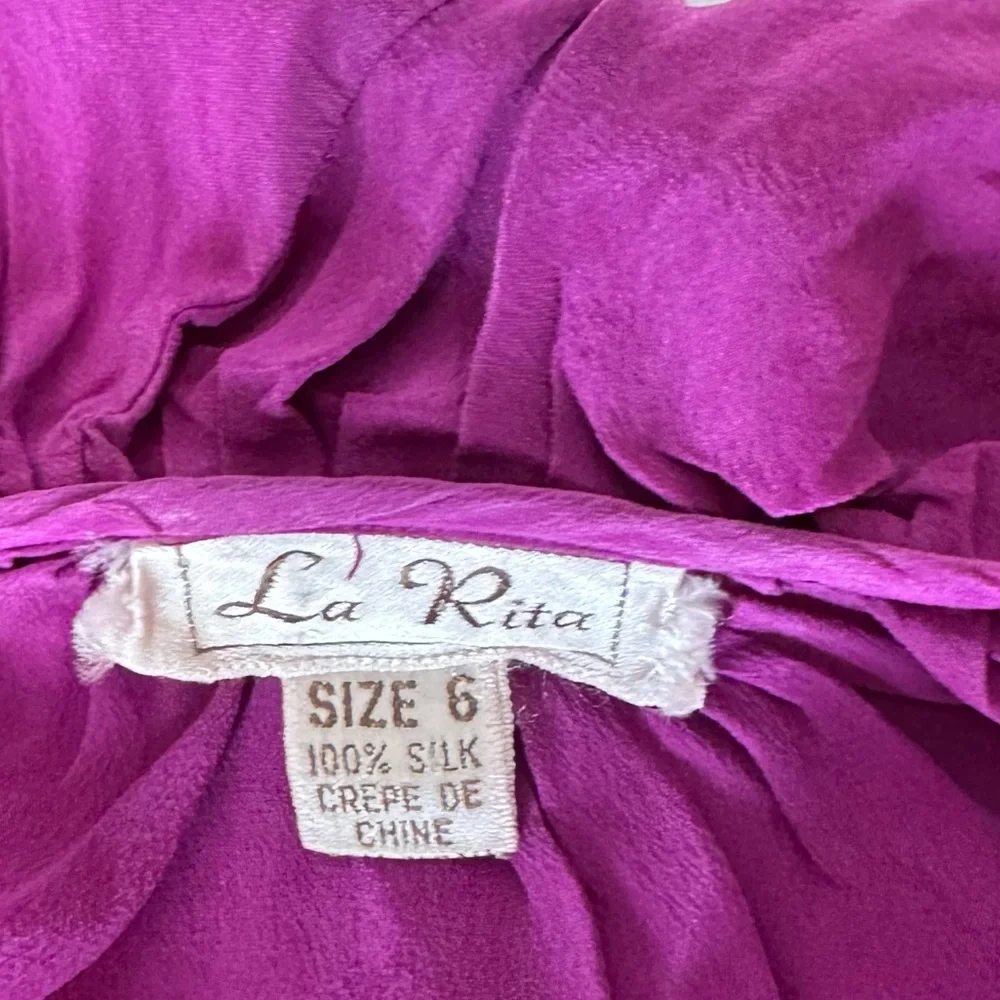 La Rita
SIZE 6
100% SILK
CREPE DE
CHINE